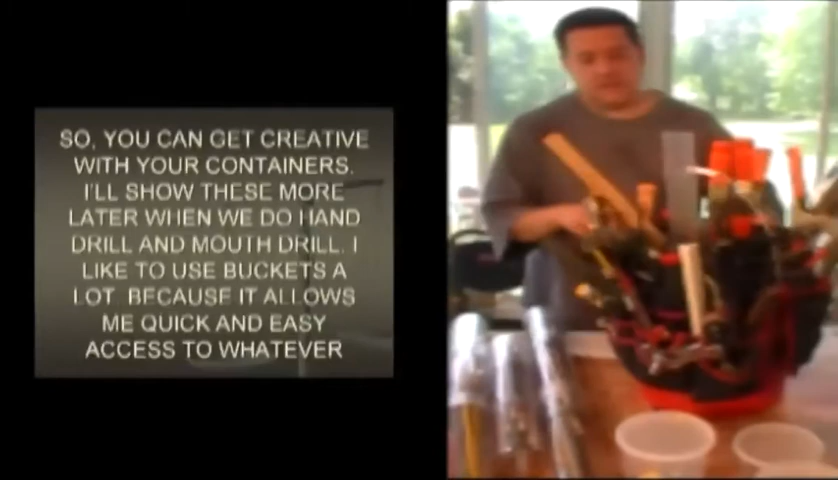 SO, YOU CAN GET CREATIVE
WITH YOUR CONTAINERS.
I'LL SHOW THESE MORE
LATER WHEN WE DO HAND
DRILL AND MOUTH DRILL. I
LIKE TO USE BUCKETS A
LOT. BECAUSE IT ALLOWS
ME QUICK AND EASY
ACCESS TO WHATEVER